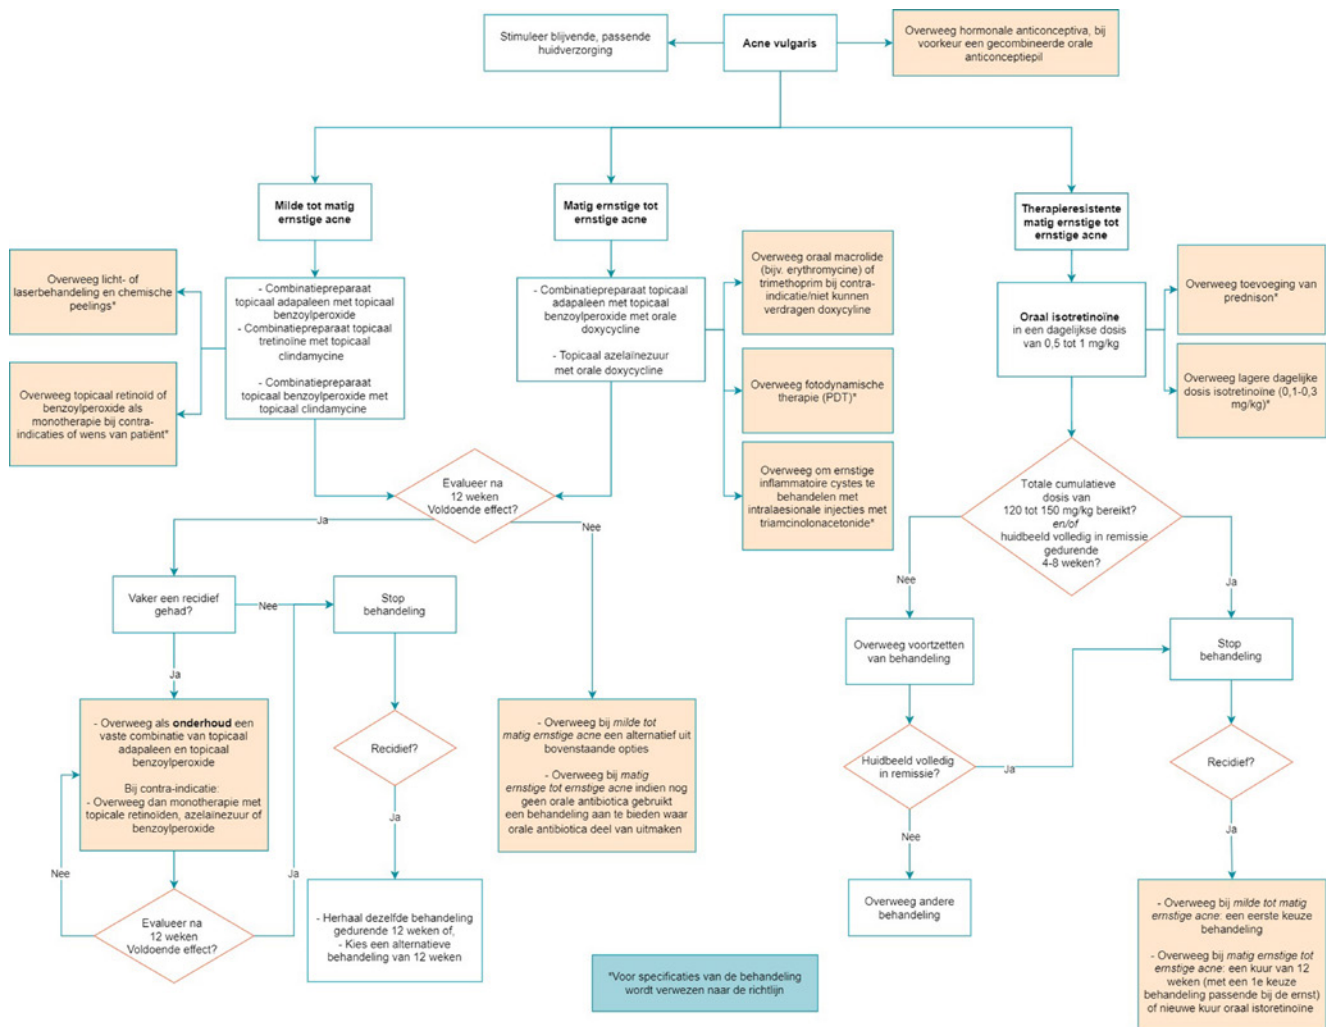 Stimuleer blijvende, passende
huidverzorging
Acne vulgaris
Overweeg hormonale anticonceptiva, bij
voorkeur een gecombineerde orale
anticonceptiepil
Milde tot matig
ernstige acne
Matig ernstige tot
ernstige acne
Therapieresistente
matig ernstige tot
ernstige acne
Overweeg licht- of
laserbehandeling en chemische
peelings*
Overweeg topicaal retinoïd of
benzoylperoxide als
monotherapie bij contra-
indicaties of wens van patiënt*
- Combinatiepreparaat
topicaal adapaleen met topicaal
benzoylperoxide
- Combinatiepreparaat topicaal
tretinoïne met topicaal
clindamycine
- Combinatiepreparaat
topicaal benzoylperoxide met
topicaal clindamycine
- Combinatiepreparaat topicaal
adapaleen met topicaal
benzoylperoxide met orale
doxycycline
- Topicaal azelaïnezuur
met orale doxycycline
Overweeg oraal macrolide
(bijv. erythromycine) of
trimethoprim bij contra-
indicatie/niet kunnen
verdragen doxycyline
Overweeg fotodynamische
therapie (PDT)*
Overweeg om ernstige
inflammatoire cystes te
behandelen met
intralaesionale injecties met
triamcinolonacetonide*
Oraal isotretinoïne
in een dagelijkse dosis
van 0,5 tot 1 mg/kg
Overweeg toevoeging van
prednison*
Overweeg lagere dagelijke
dosis isotretinoïne (0,1-0,3
mg/kg)*
Evalueer na
12 weken
Voldoende effect?
Ja
Nee
Totale cumulatieve
dosis van
120 tot 150 mg/kg bereikt?
en/of
huidbeeld volledig in remissie
gedurende
4-8 weken?
Nee
Ja
Vaker een recidief
gehad?
Nee
Stop
behandeling
Ja
Overweeg voortzetten
van behandeling
Stop
behandeling
- Overweeg als onderhoud een
vaste combinatie van topicaal
adapaleen en topicaal
benzoylperoxide
Bij contra-indicatie:
- Overweeg dan monotherapie met
topicale retinoïden, azelaïnezuur of
benzoylperoxide
Recidief?
- Overweeg bij milde tot
matig ernstige acne een alternatief uit
bovenstaande opties
- Overweeg bij matig
ernstige tot ernstige acne indien nog
geen orale antibiotica gebruikt
een behandeling aan te bieden waar
orale antibiotica deel van uitmaken
Huidbeeld volledig
in remissie?
Ja
Recidief?
Ja
Nee
Ja
Nee
Ja
Evalueer na
12 weken
Voldoende effect?
- Herhaal dezelfde behandeling
gedurende 12 weken of,
- Kies een alternatieve
behandeling van 12 weken
Overweeg andere
behandeling
- Overweeg bij milde tot matig
ernstige acne: een eerste keuze
behandeling
- Overweeg bij matig ernstige tot
ernstige acne: een kuur van 12
weken (met een 1e keuze
behandeling passende bij de ernst)
of nieuwe kuur oraal istoretinoïne
*Voor specificaties van de behandeling
wordt verwezen naar de richtlijn